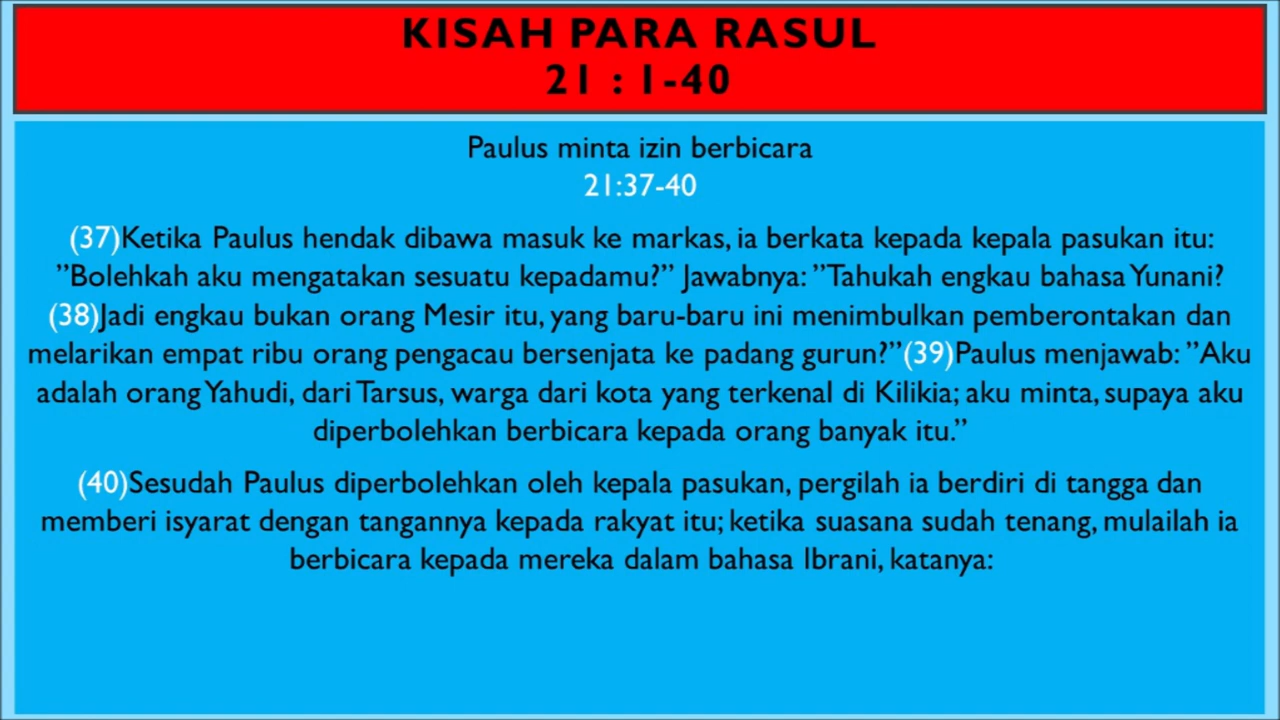 KISAH PARA RASUL
21 : 1-40
Paulus minta izin berbicara
21:37-40
(37)Ketika Paulus hendak dibawa masuk ke markas, ia berkata kepada kepala pasukan itu:
”Bolehkah aku mengatakan sesuatu kepadamu?” Jawabnya: ”Tahukah engkau bahasa Yunani?
(38)Jadi engkau bukan orang Mesir itu, yang baru-baru ini menimbulkan pemberontakan dan
melarikan empat ribu orang pengacau bersenjata ke padang gurun?”(39)Paulus menjawab: ”Aku
adalah orang Yahudi, dari Tarsus, warga dari kota yang terkenal di Kilikia; aku minta, supaya aku
diperbolehkan berbicara kepada orang banyak itu.”
(40)Sesudah Paulus diperbolehkan oleh kepala pasukan, pergilah ia berdiri di tangga dan
memberi isyarat dengan tangannya kepada rakyat itu; ketika suasana sudah tenang, mulailah ia
berbicara kepada mereka dalam bahasa Ibrani, katanya: